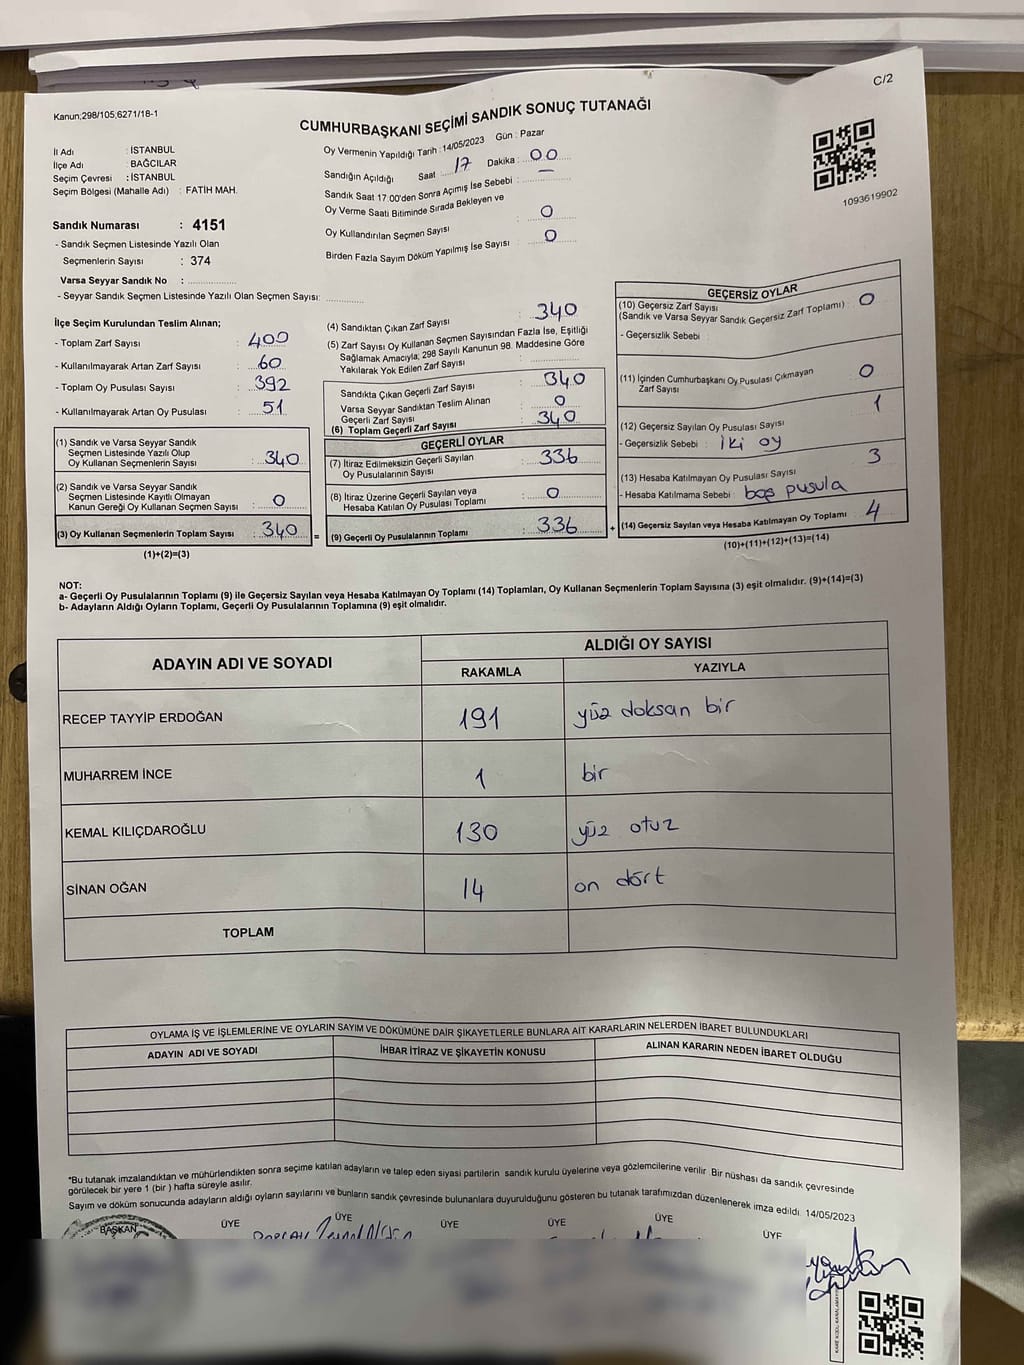 C/2
Kanun;298/105;6271/18-1
CUMHURBAŞKANI SEÇİMİ SANDIK SONUÇ TUTANAĞI
İl Adı : İSTANBUL
İlçe Adı : BAĞCILAR
Seçim Çevresi : İSTANBUL
Seçim Bölgesi (Mahalle Adı) : FATİH MAH.
Oy Vermenin Yapıldığı Tarih : 14/05/2023 Gün : Pazar
Sandığın Açıldığı Saat : 17 Dakika : 00
Sandık Saat 17:00'den Sonra Açımış İse Sebebi : —
Oy Verme Saati Bitiminde Sırada Bekleyen ve
Oy Kullandırılan Seçmen Sayısı : 0
Birden Fazla Sayım Döküm Yapılmış İse Sayısı : 0
1093619902
Sandık Numarası : 4151
- Sandık Seçmen Listesinde Yazılı Olan
Seçmenlerin Sayısı : 374
Varsa Seyyar Sandık No :
- Seyyar Sandık Seçmen Listesinde Yazılı Olan Seçmen Sayısı:
İlçe Seçim Kurulundan Teslim Alınan;
- Toplam Zarf Sayısı : 400
- Kullanılmayarak Artan Zarf Sayısı : 60
- Toplam Oy Pusulası Sayısı : 392
- Kullanılmayarak Artan Oy Pusulası : 51
(1) Sandık ve Varsa Seyyar Sandık
Seçmen Listesinde Yazılı Olup
Oy Kullanan Seçmenlerin Sayısı : 340
(2) Sandık ve Varsa Seyyar Sandık
Seçmen Listesinde Kayıtlı Olmayan
Kanun Gereği Oy Kullanan Seçmen Sayısı : 0
(3) Oy Kullanan Seçmenlerin Toplam Sayısı : 340
(1)+(2)=(3)
(4) Sandıktan Çıkan Zarf Sayısı : 340
(5) Zarf Sayısı Oy Kullanan Seçmen Sayısından Fazla İse, Eşitliği
Sağlamak Amacıyla; 298 Sayılı Kanunun 98. Maddesine Göre
Yakılarak Yok Edilen Zarf Sayısı :
Sandıkta Çıkan Geçerli Zarf Sayısı : 340
Varsa Seyyar Sandıktan Teslim Alınan
Geçerli Zarf Sayısı : 0
(6) Toplam Geçerli Zarf Sayısı : 340
GEÇERLİ OYLAR
(7) İtiraz Edilmeksizin Geçerli Sayılan
Oy Pusulalarının Sayısı : 336
(8) İtiraz Üzerine Geçerli Sayılan veya
Hesaba Katılan Oy Pusulası Toplamı : 0
= (9) Geçerli Oy Pusulalarının Toplamı : 336 +
GEÇERSİZ OYLAR
(10) Geçersiz Zarf Sayısı
(Sandık ve Varsa Seyyar Sandık Geçersiz Zarf Toplamı) : 0
- Geçersizlik Sebebi :
(11) İçinden Cumhurbaşkanı Oy Pusulası Çıkmayan
Zarf Sayısı : 0
(12) Geçersiz Sayılan Oy Pusulası Sayısı : 1
- Geçersizlik Sebebi : iki oy
(13) Hesaba Katılmayan Oy Pusulası Sayısı : 3
- Hesaba Katılmama Sebebi : boş pusula
(14) Geçersiz Sayılan veya Hesaba Katılmayan Oy Toplamı : 4
(10)+(11)+(12)+(13)=(14)
NOT:
a- Geçerli Oy Pusulalarının Toplamı (9) ile Geçersiz Sayılan veya Hesaba Katılmayan Oy Toplamı (14) Toplamları, Oy Kullanan Seçmenlerin Toplam Sayısına (3) eşit olmalıdır. (9)+(14)=(3)
b- Adayların Aldığı Oyların Toplamı, Geçerli Oy Pusulalarının Toplamına (9) eşit olmalıdır.
ADAYIN ADI VE SOYADI
ALDIĞI OY SAYISI
RAKAMLA YAZIYLA
RECEP TAYYİP ERDOĞAN 191 yüz doksan bir
MUHARREM İNCE 1 bir
KEMAL KILIÇDAROĞLU 130 yüz otuz
SİNAN OĞAN 14 on dört
TOPLAM
OYLAMA İŞ VE İŞLEMLERİNE VE OYLARIN SAYIM VE DÖKÜMÜNE DAİR ŞİKAYETLERLE BUNLARA AİT KARARLARIN NELERDEN İBARET BULUNDUKLARI
ADAYIN ADI VE SOYADI İHBAR İTİRAZ VE ŞİKAYETİN KONUSU ALINAN KARARIN NEDEN İBARET OLDUĞU
*Bu tutanak imzalandıktan ve mühürlendikten sonra seçime katılan adayların ve talep eden siyasi partilerin sandık kurulu üyelerine veya gözlemcilerine verilir. Bir nüshası da sandık çevresinde
görülecek bir yere 1 (bir ) hafta süreyle asılır.
Sayım ve döküm sonucunda adayların aldığı oyların sayılarını ve bunların sandık çevresinde bulunanlara duyurulduğunu gösteren bu tutanak tarafımızdan düzenlenerek imza edildi. 14/05/2023
BAŞKAN ÜYE ÜYE ÜYE ÜYE ÜYE ÜYE